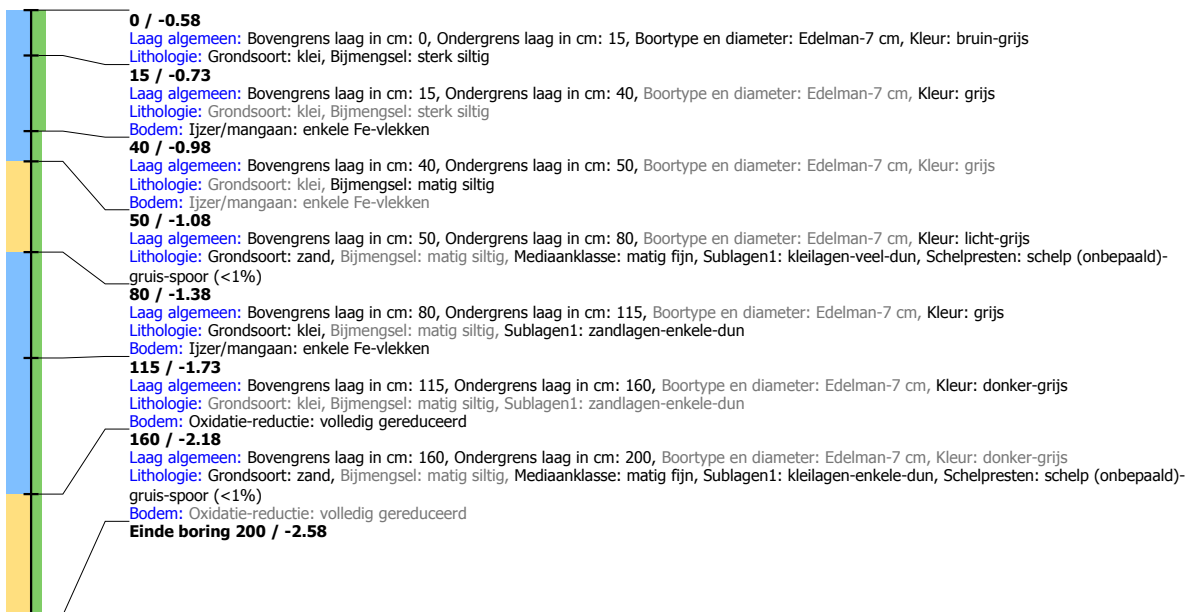 0 / -0.58
Laag algemeen: Bovengrens laag in cm: 0, Ondergrens laag in cm: 15, Boortype en diameter: Edelman-7 cm, Kleur: bruin-grijs
Lithologie: Grondsoort: klei, Bijmengsel: sterk siltig
15 / -0.73
Laag algemeen: Bovengrens laag in cm: 15, Ondergrens laag in cm: 40, Boortype en diameter: Edelman-7 cm, Kleur: grijs
Lithologie: Grondsoort: klei, Bijmengsel: sterk siltig
Bodem: Ijzer/mangaan: enkele Fe-vlekken
40 / -0.98
Laag algemeen: Bovengrens laag in cm: 40, Ondergrens laag in cm: 50, Boortype en diameter: Edelman-7 cm, Kleur: grijs
Lithologie: Grondsoort: klei, Bijmengsel: matig siltig
Bodem: Ijzer/mangaan: enkele Fe-vlekken
50 / -1.08
Laag algemeen: Bovengrens laag in cm: 50, Ondergrens laag in cm: 80, Boortype en diameter: Edelman-7 cm, Kleur: licht-grijs
Lithologie: Grondsoort: zand, Bijmengsel: matig siltig, Mediaanklasse: matig fijn, Sublagen1: kleilagen-veel-dun, Schelpresten: schelp (onbepaald)-
gruis-spoor (<1%)
80 / -1.38
Laag algemeen: Bovengrens laag in cm: 80, Ondergrens laag in cm: 115, Boortype en diameter: Edelman-7 cm, Kleur: grijs
Lithologie: Grondsoort: klei, Bijmengsel: matig siltig, Sublagen1: zandlagen-enkele-dun
Bodem: Ijzer/mangaan: enkele Fe-vlekken
115 / -1.73
Laag algemeen: Bovengrens laag in cm: 115, Ondergrens laag in cm: 160, Boortype en diameter: Edelman-7 cm, Kleur: donker-grijs
Lithologie: Grondsoort: klei, Bijmengsel: matig siltig, Sublagen1: zandlagen-enkele-dun
Bodem: Oxidatie-reductie: volledig gereduceerd
160 / -2.18
Laag algemeen: Bovengrens laag in cm: 160, Ondergrens laag in cm: 200, Boortype en diameter: Edelman-7 cm, Kleur: donker-grijs
Lithologie: Grondsoort: zand, Bijmengsel: matig siltig, Mediaanklasse: matig fijn, Sublagen1: kleilagen-enkele-dun, Schelpresten: schelp (onbepaald)-
gruis-spoor (<1%)
Bodem: Oxidatie-reductie: volledig gereduceerd
Einde boring 200 / -2.58